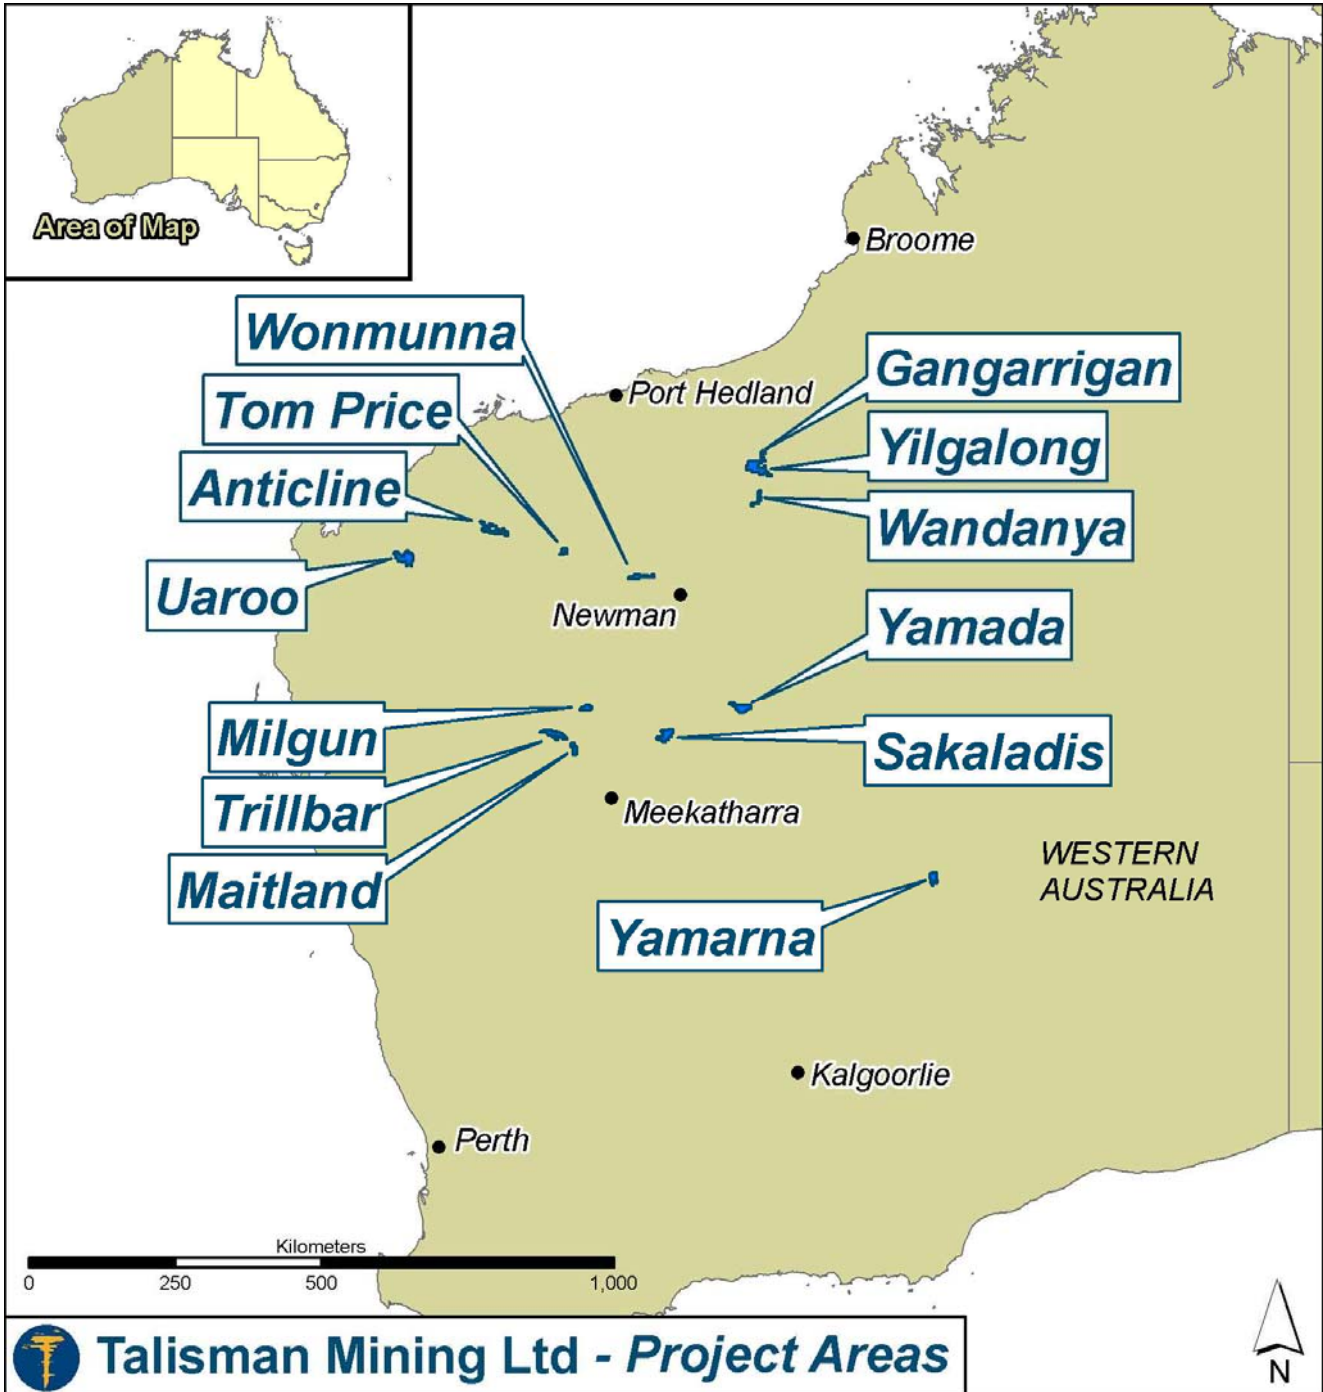 Area of Map
Broome
Wonmunna
Gangarrigan
Tom Price
Port Hedland
Yilgalong
Anticline
Wandanya
Uaroo
Newman
Yamada
Milgun
Sakaladis
Trillbar
Meekatharra
Maitland
WESTERN
AUSTRALIA
Yamarna
Kalgoorlie
Perth
Kilometers
0 250 500 1,000
Talisman Mining Ltd - Project Areas
N